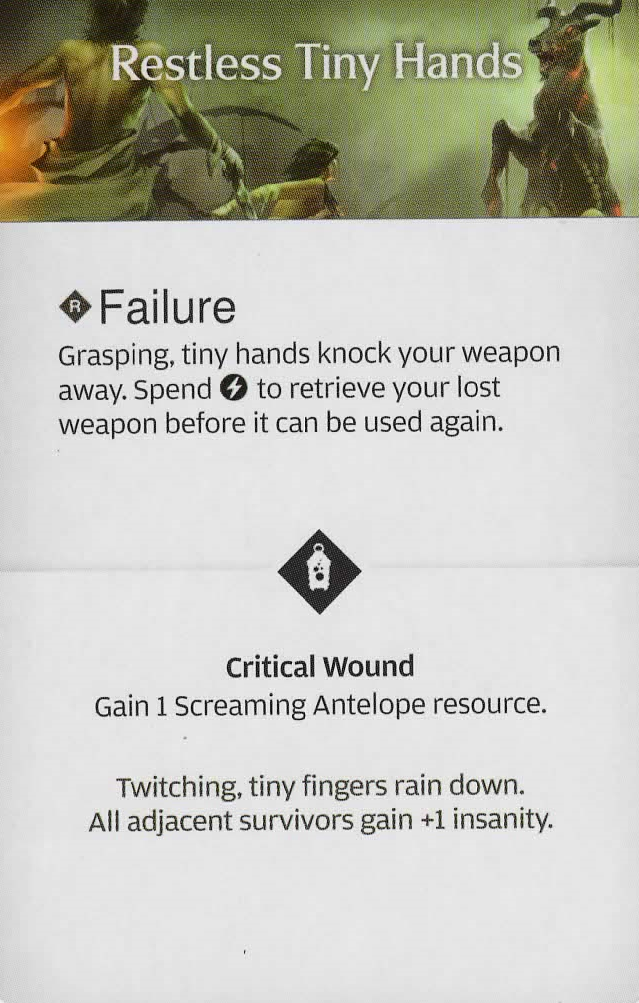 Restless Tiny Hands
R Failure
Grasping, tiny hands knock your weapon
away. Spend to retrieve your lost
weapon before it can be used again.
Critical Wound
Gain 1 Screaming Antelope resource.
Twitching, tiny fingers rain down.
All adjacent survivors gain +1 insanity.